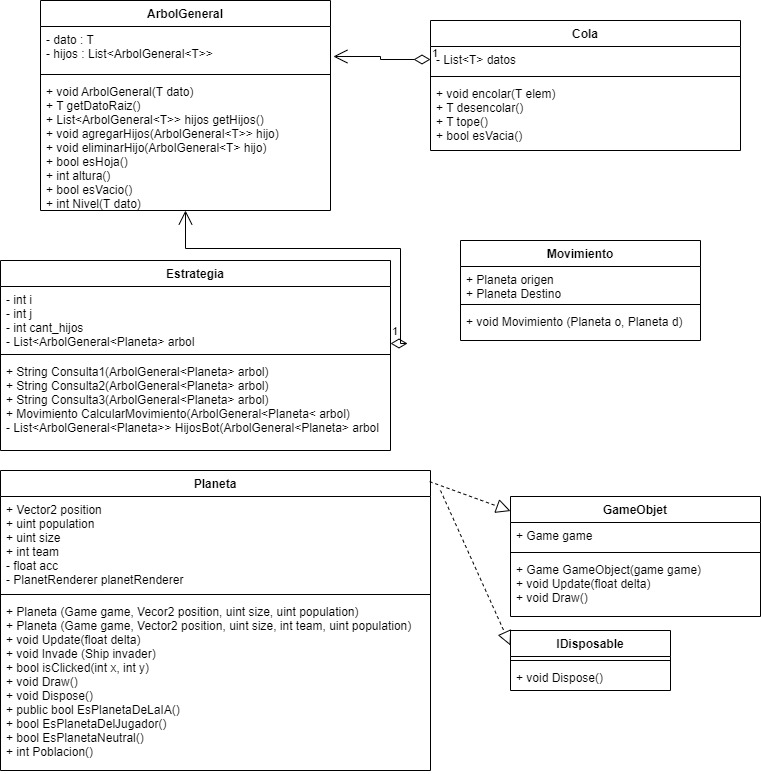 ArbolGeneral
- dato : T
- hijos : List<ArbolGeneral<T>>
+ void ArbolGeneral(T dato)
+ T getDatoRaiz()
+ List<ArbolGeneral<T>> hijos getHijos()
+ void agregarHijos(ArbolGeneral<T>> hijo)
+ void eliminarHijo(ArbolGeneral<T> hijo)
+ bool esHoja()
+ int altura()
+ bool esVacio()
+ int Nivel(T dato)
Cola
1
- List<T> datos
+ void encolar(T elem)
+ T desencolar()
+ T tope()
+ bool esVacia()
Movimiento
+ Planeta origen
+ Planeta Destino
+ void Movimiento (Planeta o, Planeta d)
Estrategia
- int i
- int j
- int cant_hijos
- List<ArbolGeneral<Planeta> arbol
1
+ String Consulta1(ArbolGeneral<Planeta> arbol)
+ String Consulta2(ArbolGeneral<Planeta> arbol)
+ String Consulta3(ArbolGeneral<Planeta> arbol)
+ Movimiento CalcularMovimiento(ArbolGeneral<Planeta< arbol)
- List<ArbolGeneral<Planeta>> HijosBot(ArbolGeneral<Planeta> arbol
Planeta
+ Vector2 position
+ uint population
+ uint size
+ int team
- float acc
- PlanetRenderer planetRenderer
+ Planeta (Game game, Vecor2 position, uint size, uint population)
+ Planeta (Game game, Vector2 position, uint size, int team, uint population)
+ void Update(float delta)
+ void Invade (Ship invader)
+ bool isClicked(int x, int y)
+ void Draw()
+ void Dispose()
+ public bool EsPlanetaDeLaIA()
+ bool EsPlanetaDelJugador()
+ bool EsPlanetaNeutral()
+ int Poblacion()
GameObjet
+ Game game
+ Game GameObject(game game)
+ void Update(float delta)
+ void Draw()
IDisposable
+ void Dispose()